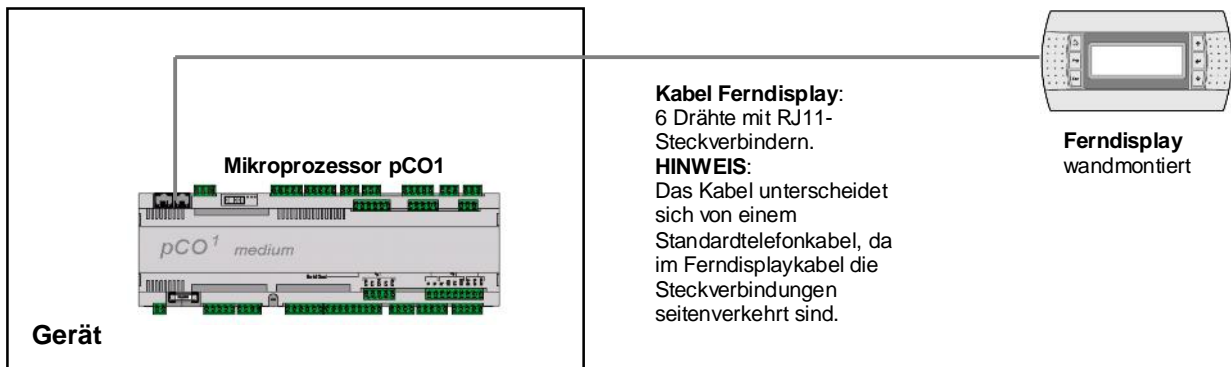 Kabel Ferndisplay:
6 Drähte mit RJ11-
Steckverbindern.
HINWEIS:
Das Kabel unterscheidet
sich von einem
Standardtelefonkabel, da
im Ferndisplaykabel die
Steckverbindungen
seitenverkehrt sind.
Ferndisplay
wandmontiert
Mikroprozessor pCO1
pCO1 medium
Gerät